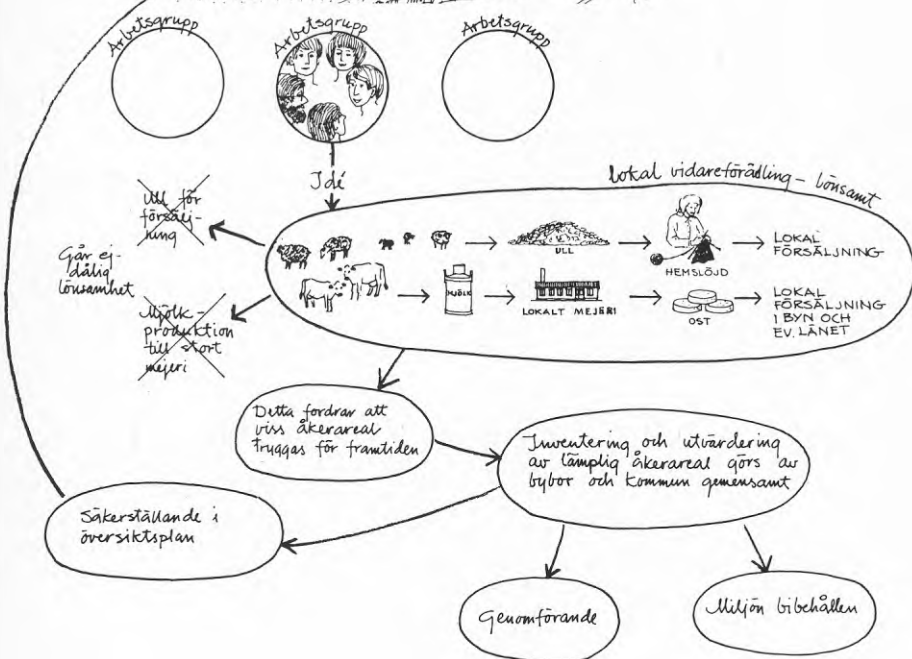 Arbetsgrupp
Arbetsgrupp
Arbetsgrupp
Idé
Lokal vidareförädling - lönsamt
Ull för
försälj-
ning
Går ej-
dålig
lönsamhet
Mjölk-
produktion
till stort
mejeri
ULL
HEMSLÖJD
LOKAL
FÖRSÄLJNING
MJÖLK
LOKALT MEJERI
OST
LOKAL
FÖRSÄLJNING
I BYN OCH
EV. LÄNET
Detta fordrar att
viss åkerareal
tryggas för framtiden
Inventering och utvärdering
av lämplig åkerareal görs av
bybor och kommun gemensamt
Säkerställande i
översiktsplan
Genomförande
Miljön bibehållen